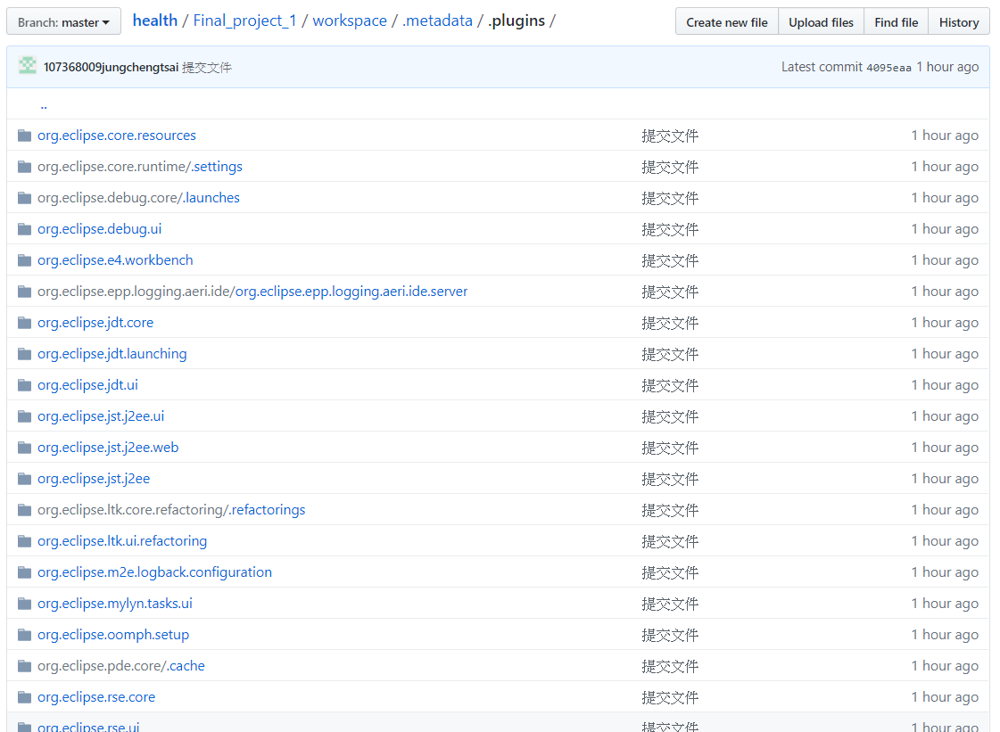 Branch: master health / Final_project_1 / workspace / .metadata / .plugins / Create new file Upload files Find file History
107368009jungchengtsai 提交文件 Latest commit 4095eaa 1 hour ago
..
org.eclipse.core.resources 提交文件 1 hour ago
org.eclipse.core.runtime/.settings 提交文件 1 hour ago
org.eclipse.debug.core/.launches 提交文件 1 hour ago
org.eclipse.debug.ui 提交文件 1 hour ago
org.eclipse.e4.workbench 提交文件 1 hour ago
org.eclipse.epp.logging.aeri.ide/org.eclipse.epp.logging.aeri.ide.server 提交文件 1 hour ago
org.eclipse.jdt.core 提交文件 1 hour ago
org.eclipse.jdt.launching 提交文件 1 hour ago
org.eclipse.jdt.ui 提交文件 1 hour ago
org.eclipse.jst.j2ee.ui 提交文件 1 hour ago
org.eclipse.jst.j2ee.web 提交文件 1 hour ago
org.eclipse.jst.j2ee 提交文件 1 hour ago
org.eclipse.ltk.core.refactoring/.refactorings 提交文件 1 hour ago
org.eclipse.ltk.ui.refactoring 提交文件 1 hour ago
org.eclipse.m2e.logback.configuration 提交文件 1 hour ago
org.eclipse.mylyn.tasks.ui 提交文件 1 hour ago
org.eclipse.oomph.setup 提交文件 1 hour ago
org.eclipse.pde.core/.cache 提交文件 1 hour ago
org.eclipse.rse.core 提交文件 1 hour ago
org.eclipse.rse.ui 提交文件 1 hour ago